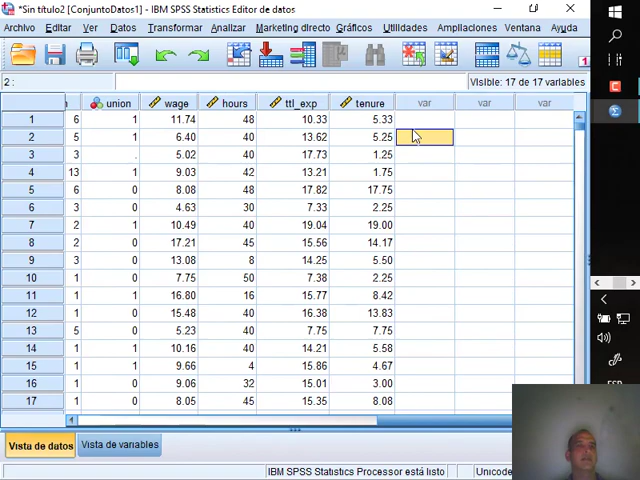 *Sin título2 [ConjuntoDatos1] - IBM SPSS Statistics Editor de datos
Archivo Editar Ver Datos Transformar Analizar Marketing directo Gráficos Utilidades Ampliaciones Ventana
2 : Visible: 17 de 17 variables
n union wage hours ttl_exp tenure var var var
1 6 1 11.74 48 10.33 5.33
2 5 1 6.40 40 13.62 5.25
3 3 . 5.02 40 17.73 1.25
4 13 1 9.03 42 13.21 1.75
5 6 0 8.08 48 17.82 17.75
6 3 0 4.63 30 7.33 2.25
7 2 1 10.49 40 19.04 19.00
8 2 0 17.21 45 15.56 14.17
9 3 0 13.08 8 14.25 5.50
10 1 0 7.75 50 7.38 2.25
11 1 1 16.80 16 15.77 8.42
12 1 0 15.48 40 16.38 13.83
13 5 0 5.23 40 7.75 7.75
14 1 1 10.16 40 14.21 5.58
15 1 1 9.66 4 15.86 4.67
16 1 0 9.06 32 15.01 3.00
17 1 0 8.05 45 15.35 8.08
Vista de datos Vista de variables
IBM SPSS Statistics Processor está listo Unicode